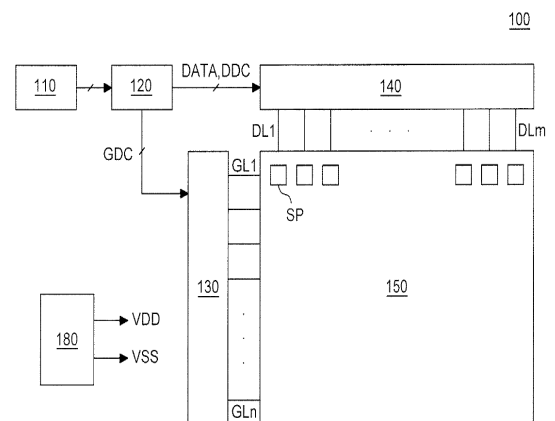 100
110
120
DATA,DDC
140
DL1
. . .
DLm
GDC
GL1
SP
130
150
180
VDD
VSS
.
.
.
GLn